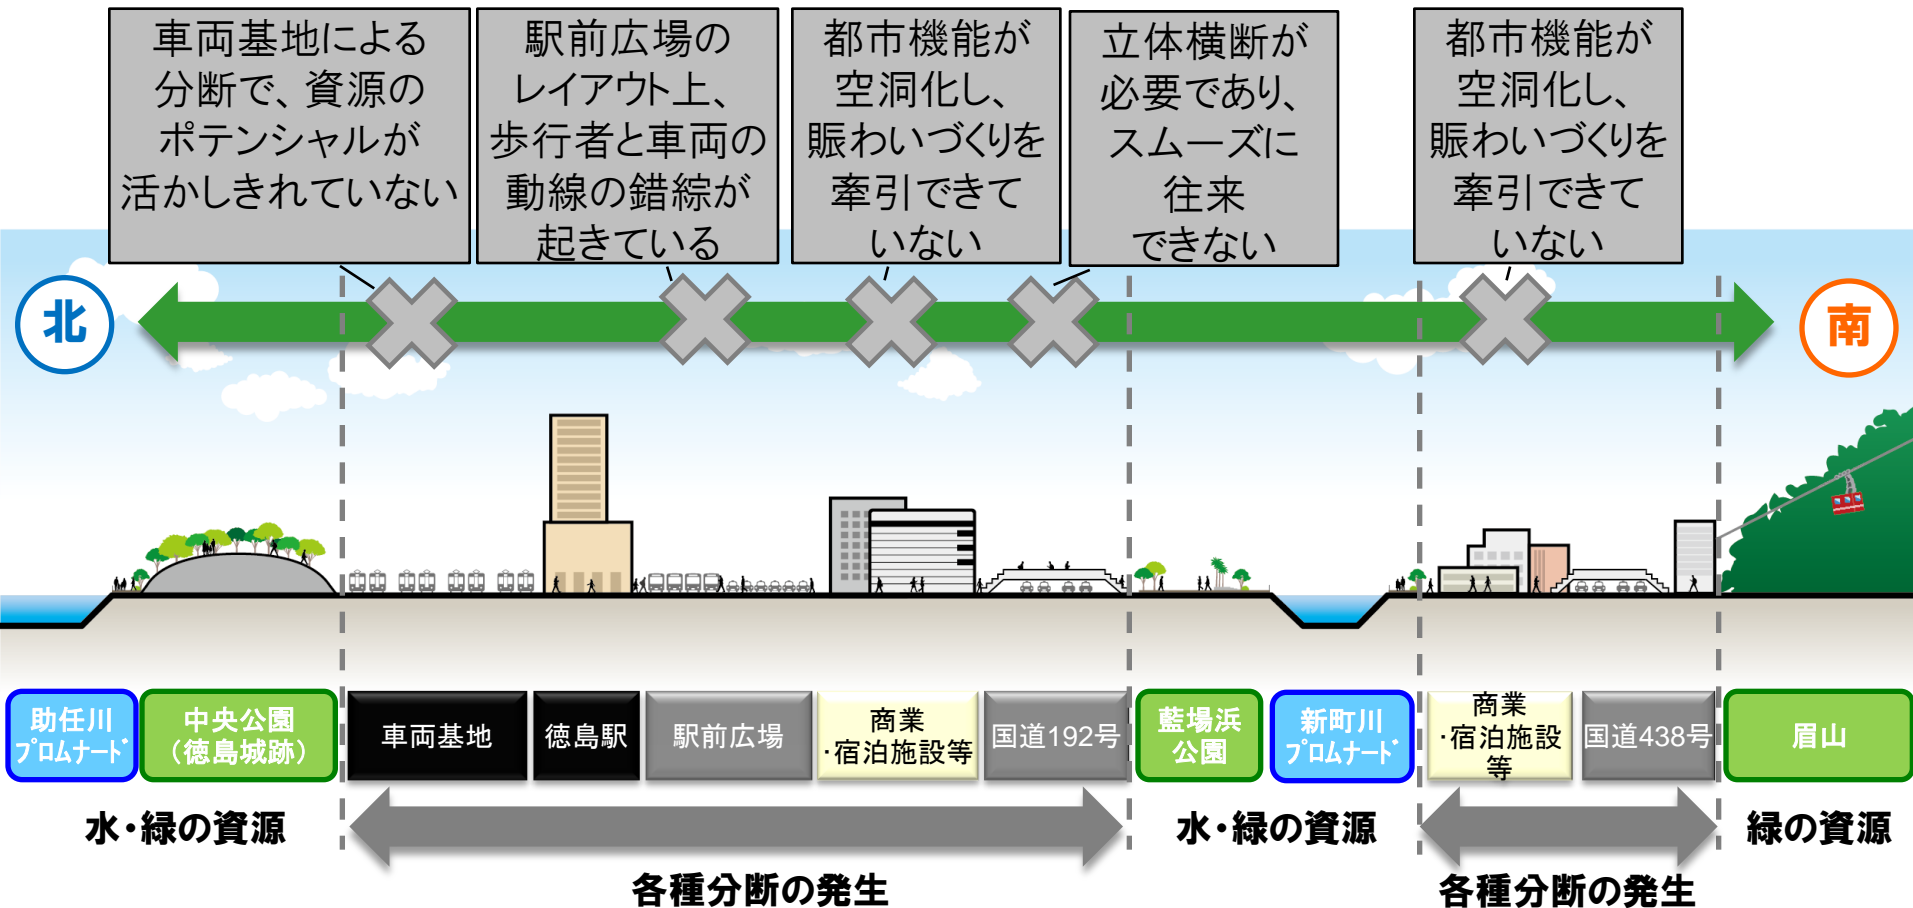 車両基地による
分断で、資源の
ポテンシャルが
活かしきれていない
駅前広場の
レイアウト上、
歩行者と車両の
動線の錯綜が
起きている
都市機能が
空洞化し、
賑わいづくりを
牽引できて
いない
立体横断が
必要であり、
スムーズに
往来
できない
都市機能が
空洞化し、
賑わいづくりを
牽引できて
いない
北
南
助任川
プロムナード
中央公園
（徳島城跡）
車両基地
徳島駅
駅前広場
商業
・宿泊施設等
国道192号
藍場浜
公園
新町川
プロムナード
商業
・宿泊施設
等
国道438号
眉山
水・緑の資源
水・緑の資源
緑の資源
各種分断の発生
各種分断の発生